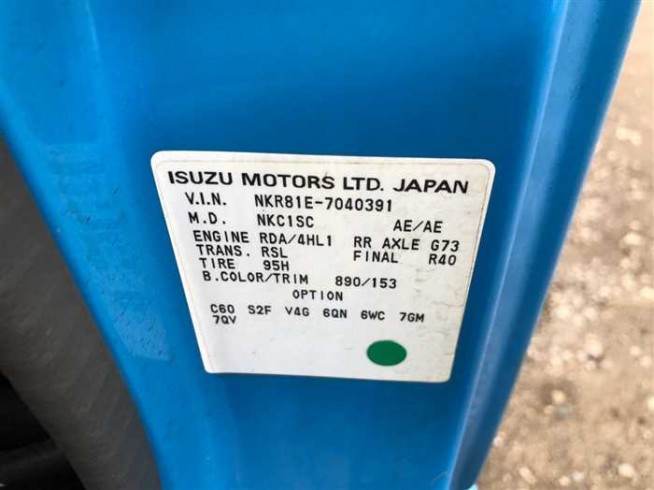 ISUZU MOTORS LTD. JAPAN
V.I.N. NKR81E-7040391
M.D. NKC1SC AE/AE
ENGINE RDA/4HL1 RR AXLE G73
TRANS. RSL FINAL R40
TIRE 95H
B.COLOR/TRIM 890/153
OPTION
C60 S2F V4G 6QN 6WC 7GM
7QV